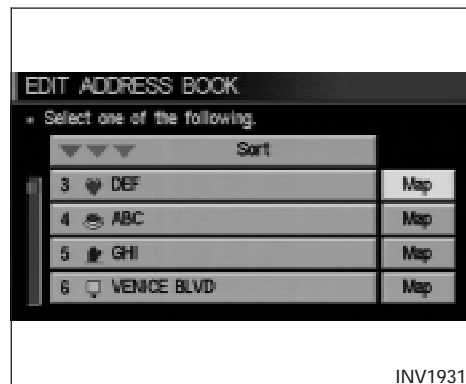 EDIT ADDRESS BOOK
Select one of the following.
Sort
3 DEF Map
4 ABC Map
5 GHI Map
6 VENICE BLVD Map
INV1931